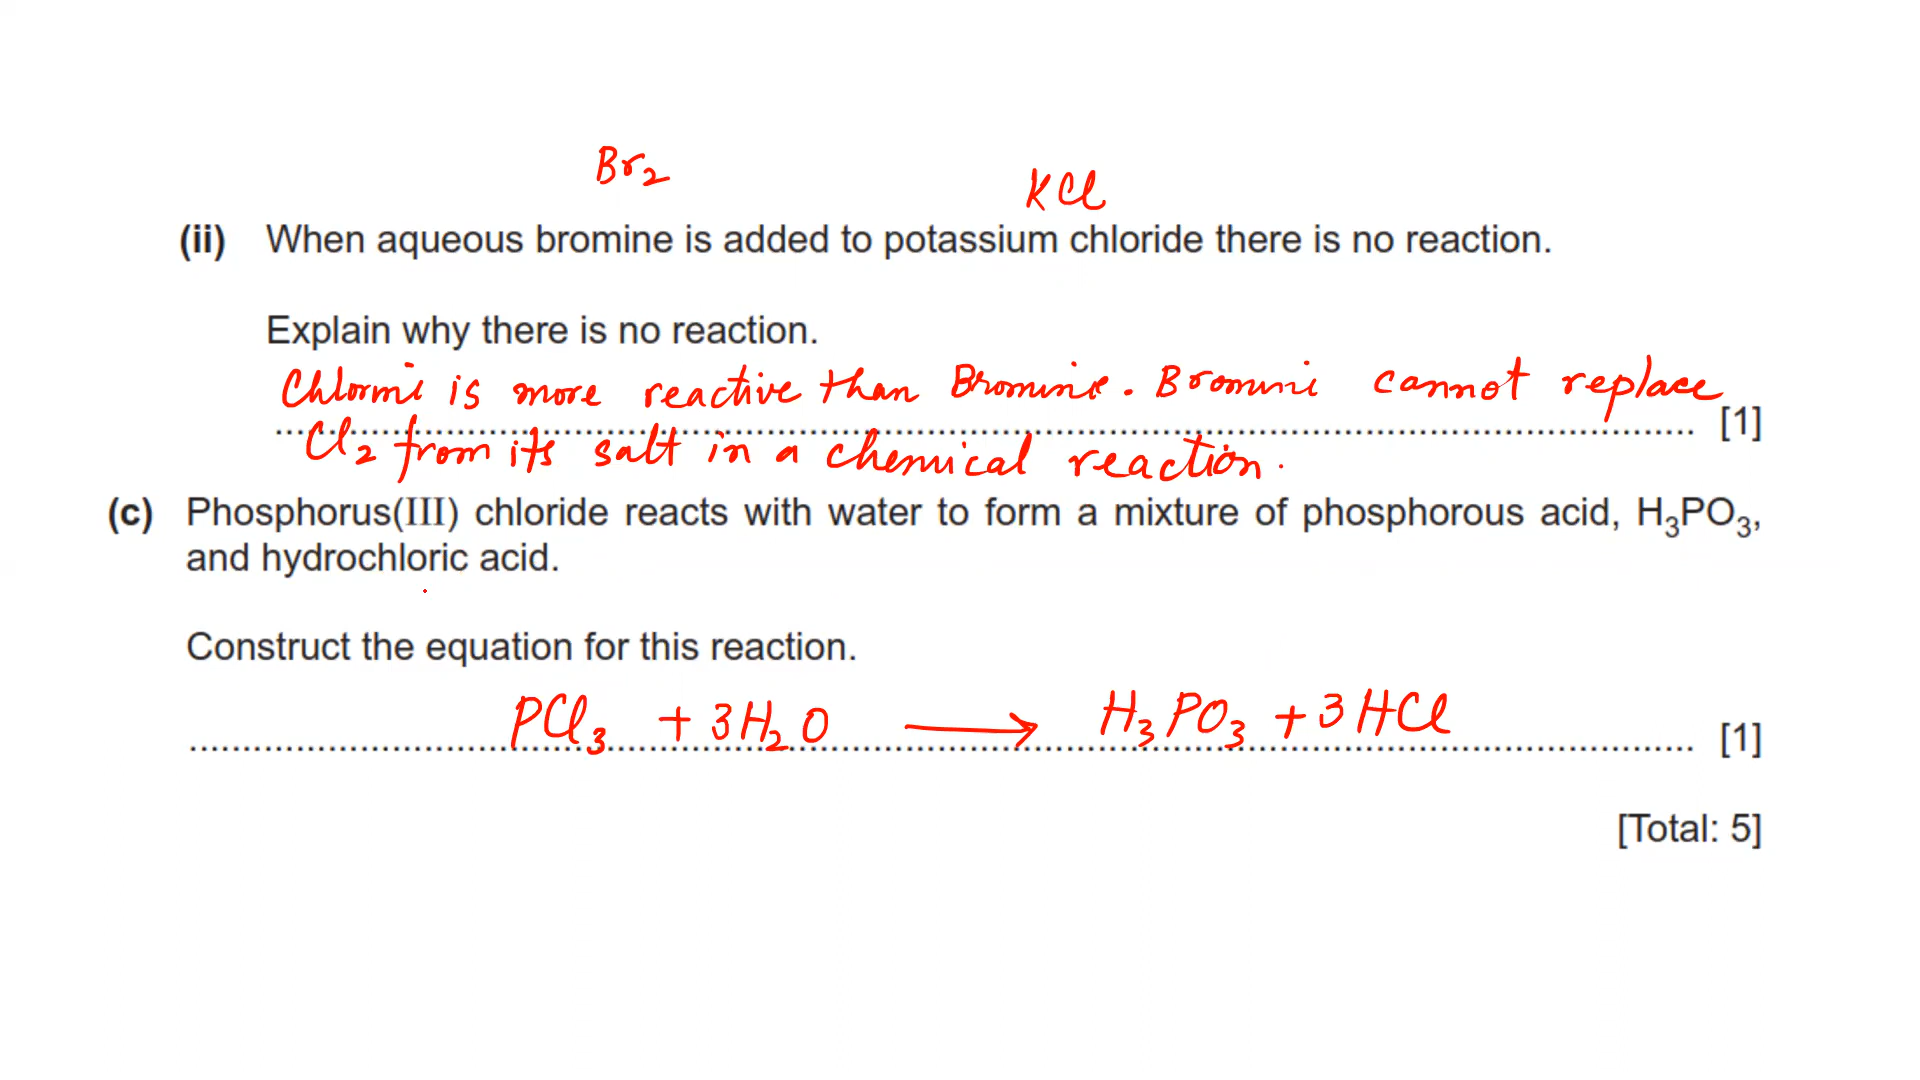 Br₂
KCl
(ii) When aqueous bromine is added to potassium chloride there is no reaction.
Explain why there is no reaction.
Chlorine is more reactive than Bromine. Bromine cannot replace
[1]
Cl₂ from its salt in a chemical reaction.
(c) Phosphorus(III) chloride reacts with water to form a mixture of phosphorous acid, H₃PO₃,
and hydrochloric acid.
Construct the equation for this reaction.
PCl₃ + 3H₂O ⟶ H₃PO₃ + 3HCl
[1]
[Total: 5]